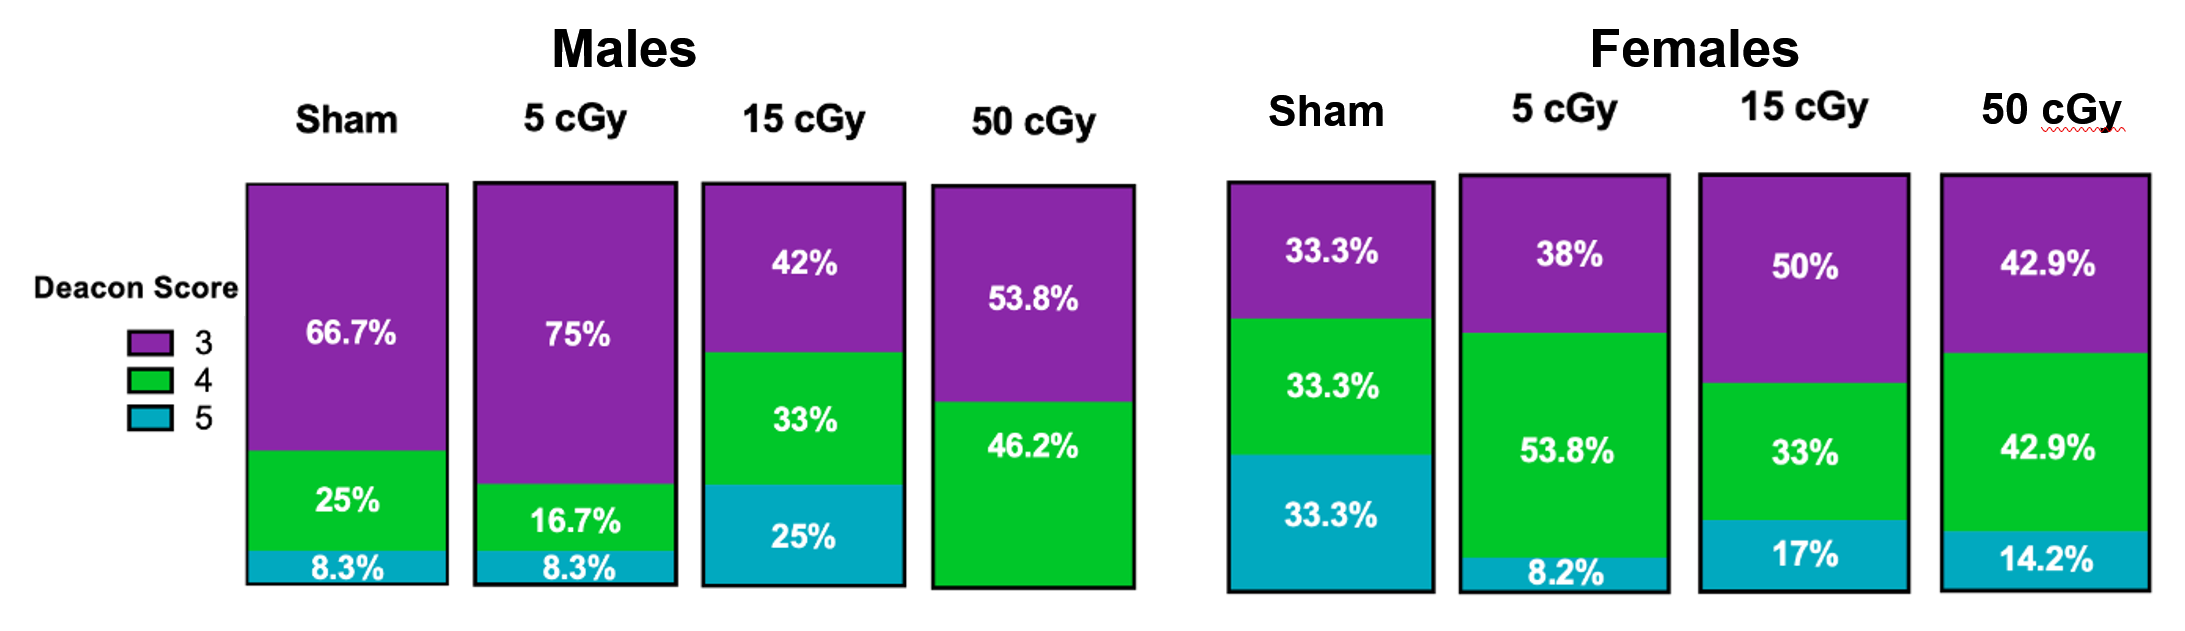 Males
Females
Sham
5 cGy
15 cGy
50 cGy
Sham
5 cGy
15 cGy
50 cGy
Deacon Score
3
4
5
66.7%
25%
8.3%
75%
16.7%
8.3%
42%
33%
25%
53.8%
46.2%
33.3%
33.3%
33.3%
38%
53.8%
8.2%
50%
33%
17%
42.9%
42.9%
14.2%